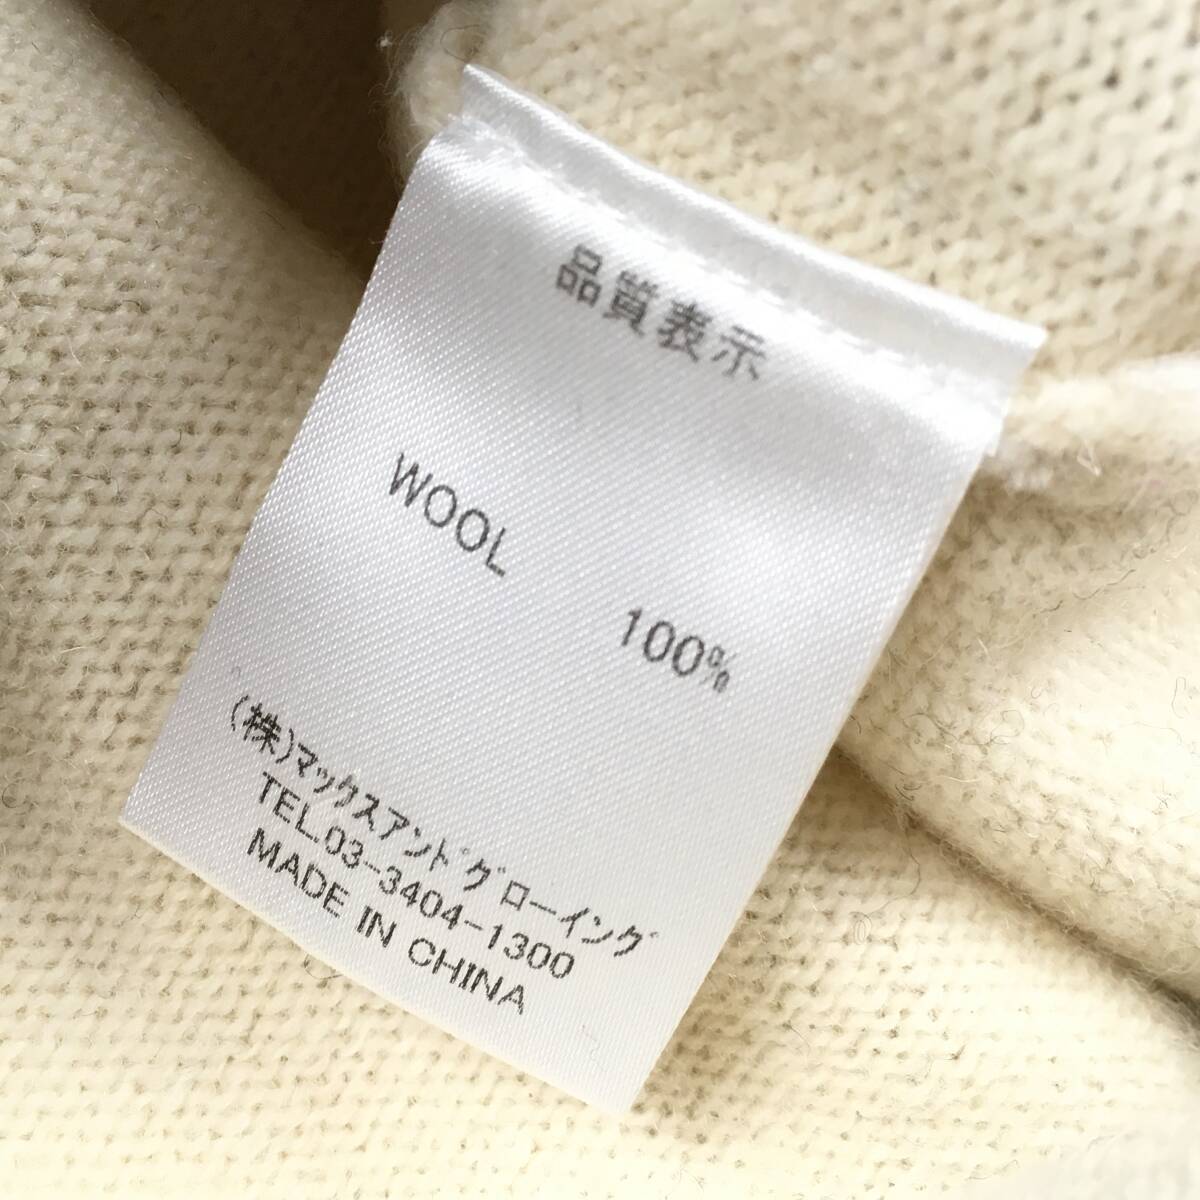 品質表示
WOOL
100%
(株)マックスアンドグローイング
TEL.03-3404-1300
MADE IN CHINA